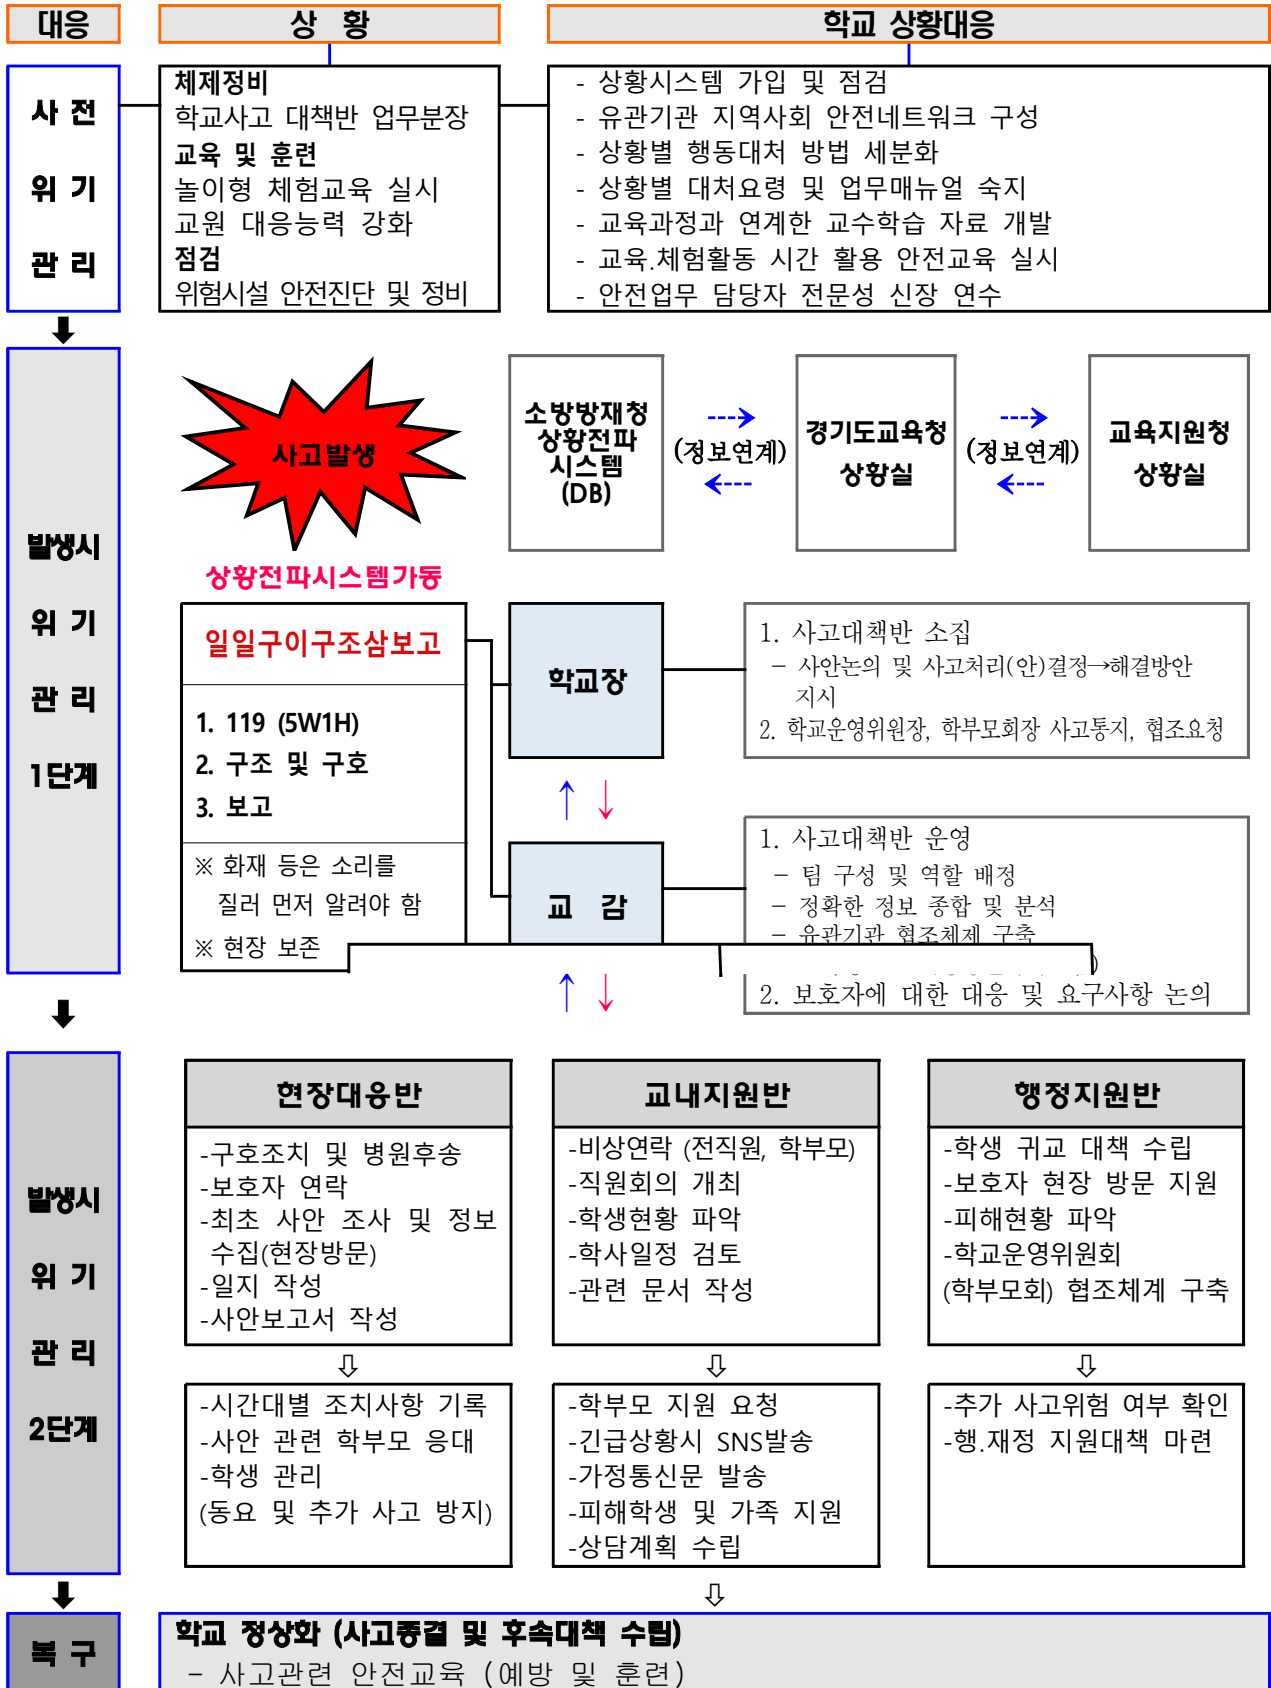 대응
상 황
학교 상황대응
사 전
위 기
관 리
체제정비
학교사고 대책반 업무분장
교육 및 훈련
놀이형 체험교육 실시
교원 대응능력 강화
점검
위험시설 안전진단 및 정비
- 상황시스템 가입 및 점검
- 유관기관 지역사회 안전네트워크 구성
- 상황별 행동대처 방법 세분화
- 상황별 대처요령 및 업무매뉴얼 숙지
- 교육과정과 연계한 교수학습 자료 개발
- 교육.체험활동 시간 활용 안전교육 실시
- 안전업무 담당자 전문성 신장 연수
발생시
위 기
관 리
1단계
사고발생
소방방재청
상황전파
시스템
(DB)
(정보연계)
경기도교육청
상황실
(정보연계)
교육지원청
상황실
상황전파시스템가동
일일구이구조삼보고
1. 119 (5W1H)
2. 구조 및 구호
3. 보고
※ 화재 등은 소리를
질러 먼저 알려야 함
※ 현장 보존
학교장
1. 사고대책반 소집
- 사안논의 및 사고처리(안)결정→해결방안
지시
2. 학교운영위원장, 학부모회장 사고통지, 협조요청
↑ ↓
교 감
1. 사고대책반 운영
- 팀 구성 및 역할 배정
- 정확한 정보 종합 및 분석
- 유관기관 협조체제 구축
2. 보호자에 대한 대응 및 요구사항 논의
↑ ↓
발생시
위 기
관 리
2단계
현장대응반
-구호조치 및 병원후송
-보호자 연락
-최초 사안 조사 및 정보
수집(현장방문)
-일지 작성
-사안보고서 작성
⇩
-시간대별 조치사항 기록
-사안 관련 학부모 응대
-학생 관리
(동요 및 추가 사고 방지)
교내지원반
-비상연락 (전직원, 학부모)
-직원회의 개최
-학생현황 파악
-학사일정 검토
-관련 문서 작성
⇩
-학부모 지원 요청
-긴급상황시 SNS발송
-가정통신문 발송
-피해학생 및 가족 지원
-상담계획 수립
행정지원반
-학생 귀교 대책 수립
-보호자 현장 방문 지원
-피해현황 파악
-학교운영위원회
(학부모회) 협조체계 구축
⇩
-추가 사고위험 여부 확인
-행.재정 지원대책 마련
⇩
복 구
학교 정상화 (사고종결 및 후속대책 수립)
- 사고관련 안전교육 (예방 및 훈련)